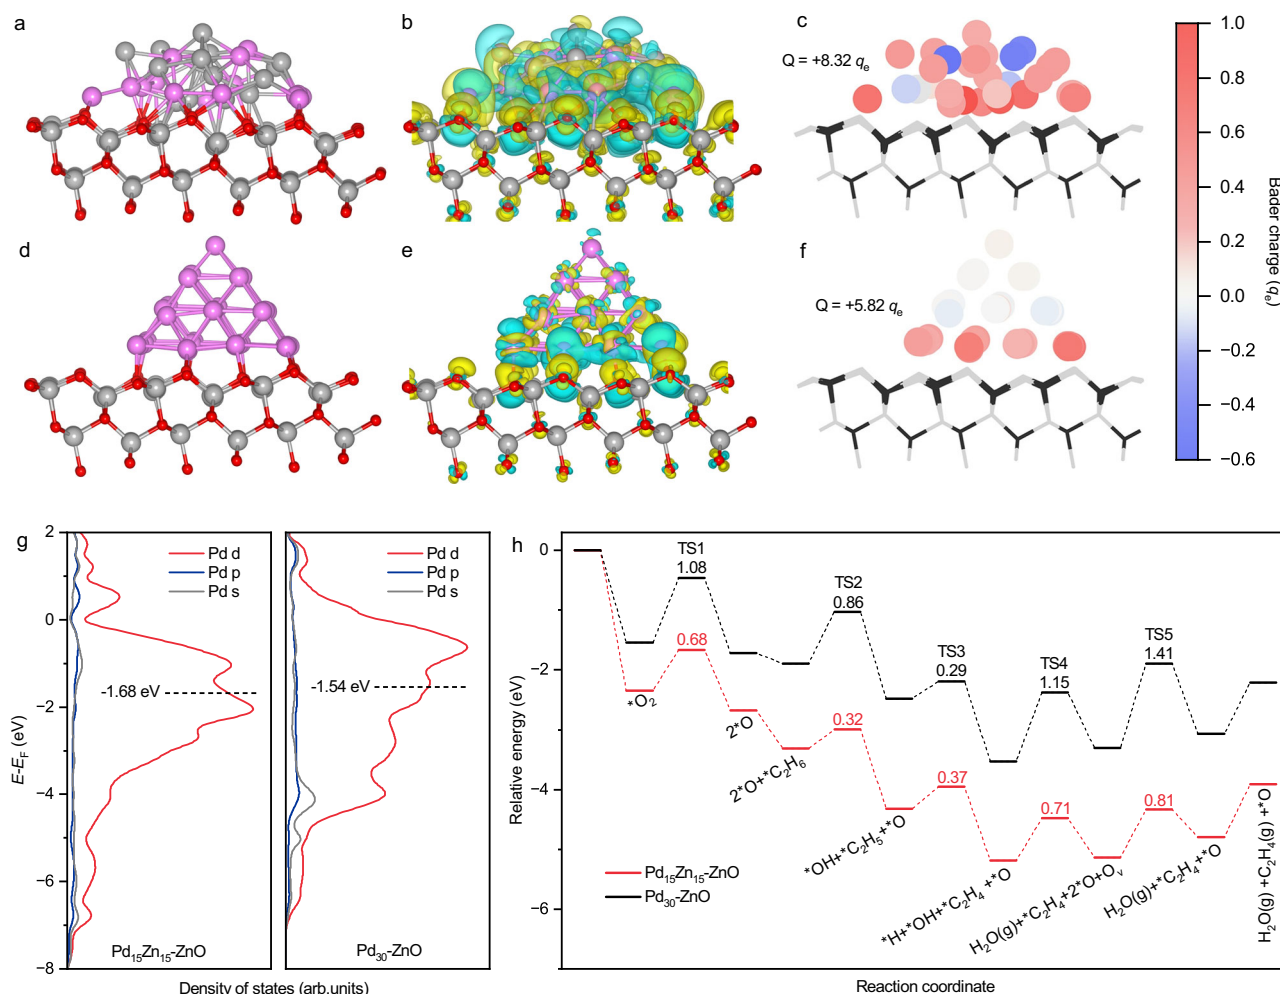 a
b
c
Q = +8.32 qe
1.0
0.8
0.6
0.4
0.2
0.0
−0.2
−0.4
−0.6
Bader charge (qe)
d
e
f
Q = +5.82 qe
g
2
0
−2
−4
−6
−8
E-EF (eV)
Pd d
Pd p
Pd s
-1.68 eV
Pd15Zn15-ZnO
Pd d
Pd p
Pd s
-1.54 eV
Pd30-ZnO
Density of states (arb.units)
h
0
−2
−4
−6
Relative energy (eV)
TS1
1.08
0.68
TS2
0.86
0.32
TS3
0.29
0.37
TS4
1.15
0.71
TS5
1.41
0.81
*O2
2*O
2*O+*C2H6
*OH+*C2H5+*O
*H+*OH+*C2H4+*O
H2O(g)+*C2H4+2*O+Ov
H2O(g)+*C2H4+*O
H2O(g)+C2H4(g)+*O
Pd15Zn15-ZnO
Pd30-ZnO
Reaction coordinate